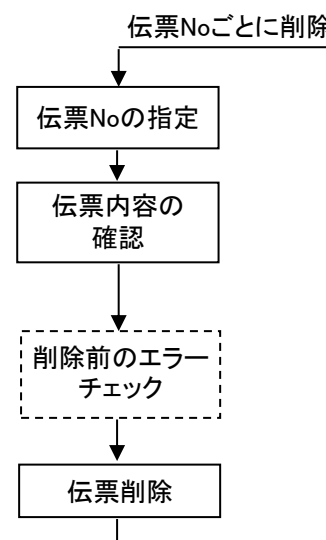 伝票Noごとに削除
伝票Noの指定
伝票内容の
確認
削除前のエラー
チェック
伝票削除